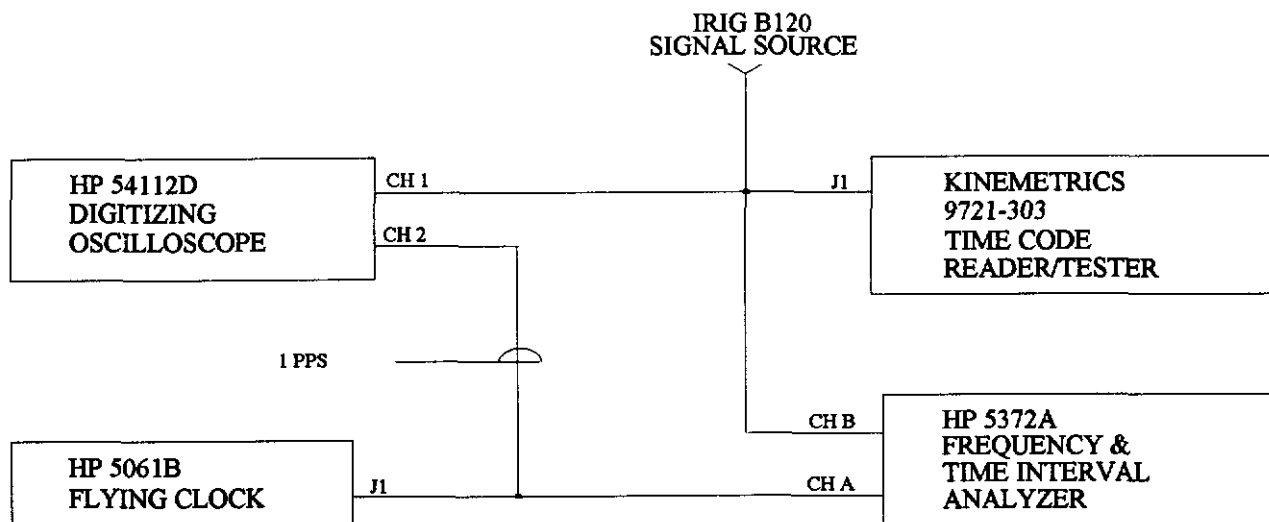 IRIG B120
SIGNAL SOURCE
HP 54112D
DIGITIZING
OSCILLOSCOPE
CH 1
CH 2
J1
KINEMETRICS
9721-303
TIME CODE
READER/TESTER
1 PPS
HP 5061B
FLYING CLOCK
J1
CH B
CH A
HP 5372A
FREQUENCY &
TIME INTERVAL
ANALYZER